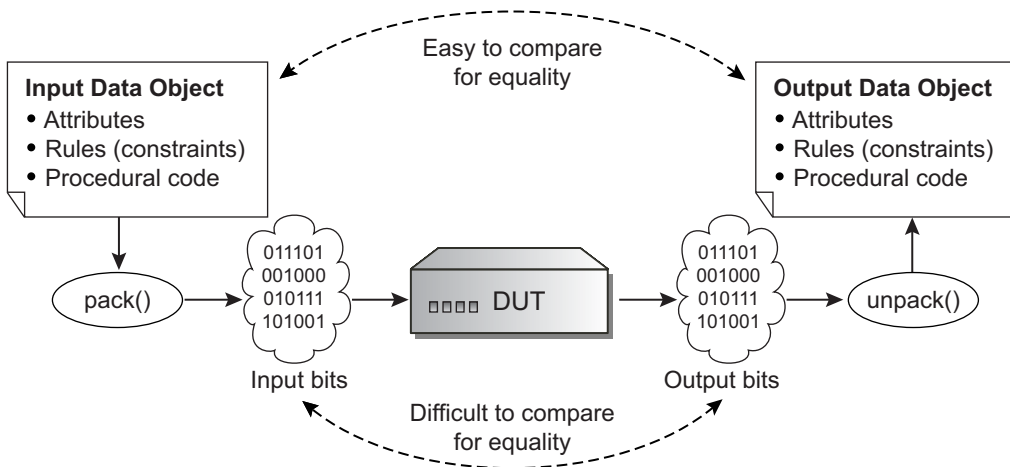 Easy to compare
for equality
Input Data Object
• Attributes
• Rules (constraints)
• Procedural code
Output Data Object
• Attributes
• Rules (constraints)
• Procedural code
pack()
011101
001000
010111
101001
DUT
011101
001000
010111
101001
unpack()
Input bits
Output bits
Difficult to compare
for equality